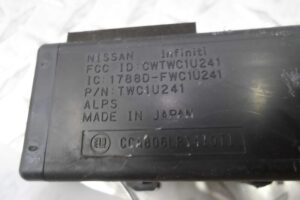 NISSAN Infiniti
FCC ID: CWTWC1U241
IC: 1788D-FWC1U241
P/N: TWC1U241
ALPS
MADE IN JAPAN